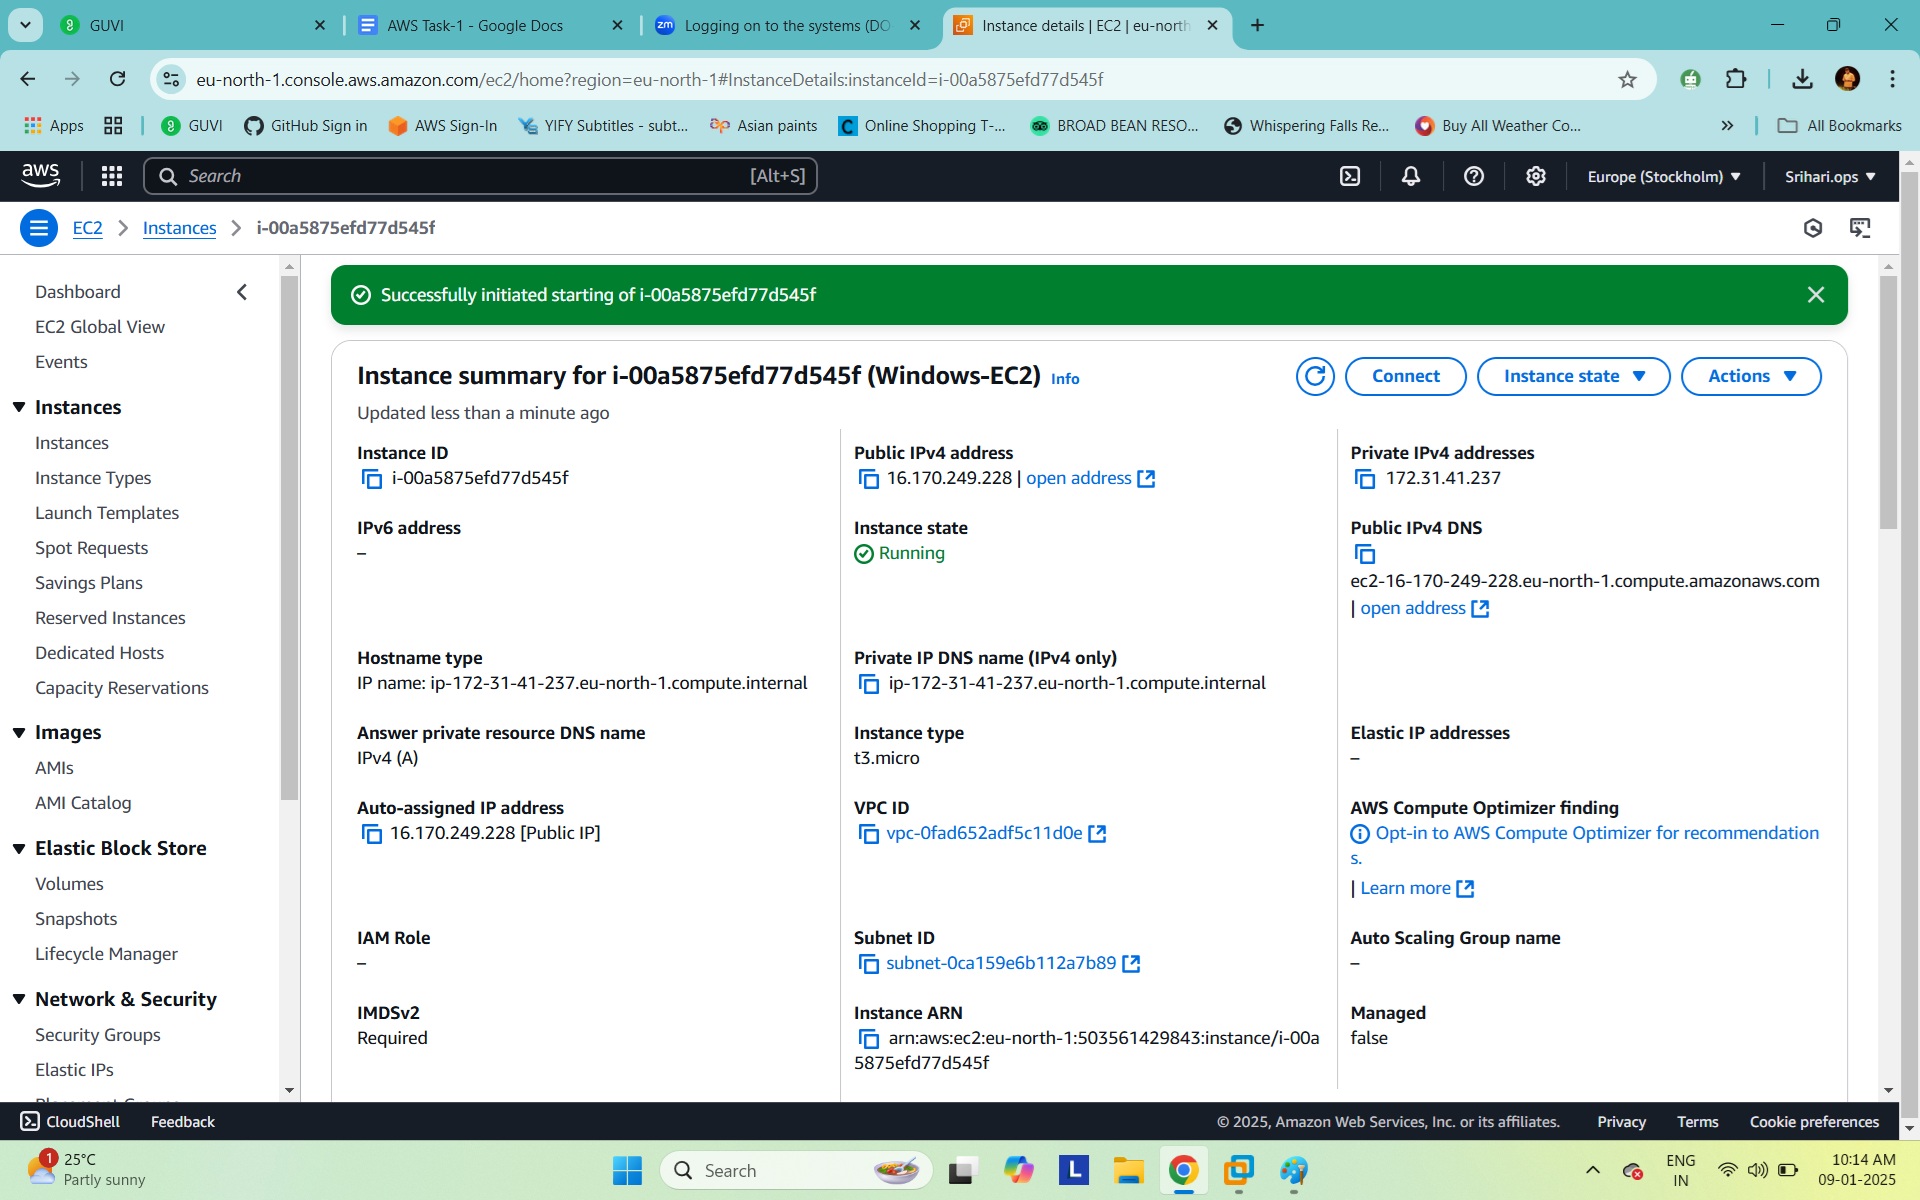 GUVI
AWS Task-1 - Google Docs
zm
Logging on to the systems (DO
Instance details | EC2 | eu-north
eu-north-1.console.aws.amazon.com/ec2/home?region=eu-north-1#InstanceDetails:instanceId=i-00a5875efd77d545f
Apps
GUVI
GitHub Sign in
AWS Sign-In
YIFY Subtitles - subt...
Asian paints
Online Shopping T-...
BROAD BEAN RESO...
Whispering Falls Re...
Buy All Weather Co...
All Bookmarks
aws
Search
[Alt+S]
Europe (Stockholm)
Srihari.ops
EC2
Instances
i-00a5875efd77d545f
Dashboard
EC2 Global View
Events
Instances
Instances
Instance Types
Launch Templates
Spot Requests
Savings Plans
Reserved Instances
Dedicated Hosts
Capacity Reservations
Images
AMIs
AMI Catalog
Elastic Block Store
Volumes
Snapshots
Lifecycle Manager
Network & Security
Security Groups
Elastic IPs
Successfully initiated starting of i-00a5875efd77d545f
Instance summary for i-00a5875efd77d545f (Windows-EC2) Info
Updated less than a minute ago
Connect
Instance state
Actions
Instance ID
i-00a5875efd77d545f
Public IPv4 address
16.170.249.228 | open address
Private IPv4 addresses
172.31.41.237
IPv6 address
–
Instance state
Running
Public IPv4 DNS
ec2-16-170-249-228.eu-north-1.compute.amazonaws.com
| open address
Hostname type
IP name: ip-172-31-41-237.eu-north-1.compute.internal
Private IP DNS name (IPv4 only)
ip-172-31-41-237.eu-north-1.compute.internal
Answer private resource DNS name
IPv4 (A)
Instance type
t3.micro
Elastic IP addresses
–
Auto-assigned IP address
16.170.249.228 [Public IP]
VPC ID
vpc-0fad652adf5c11d0e
AWS Compute Optimizer finding
Opt-in to AWS Compute Optimizer for recommendation
s.
| Learn more
IAM Role
–
Subnet ID
subnet-0ca159e6b112a7b89
Auto Scaling Group name
–
IMDSv2
Required
Instance ARN
arn:aws:ec2:eu-north-1:503561429843:instance/i-00a
5875efd77d545f
Managed
false
CloudShell
Feedback
© 2025, Amazon Web Services, Inc. or its affiliates.
Privacy
Terms
Cookie preferences
1
25°C
Partly sunny
Search
L
ENG
IN
10:14 AM
09-01-2025